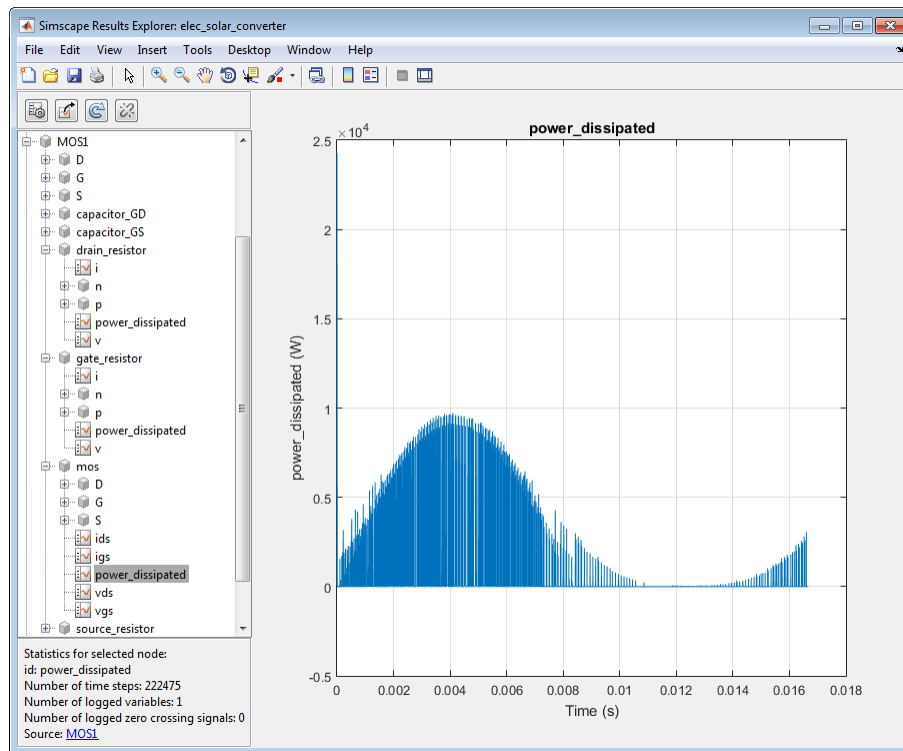 Simscape Results Explorer: elec_solar_converter
File Edit View Insert Tools Desktop Window Help
MOS1
D
G
S
capacitor_GD
capacitor_GS
drain_resistor
i
n
p
power_dissipated
v
gate_resistor
i
n
p
power_dissipated
v
mos
D
G
S
ids
igs
power_dissipated
vds
vgs
source_resistor
Statistics for selected node:
id: power_dissipated
Number of time steps: 222475
Number of logged variables: 1
Number of logged zero crossing signals: 0
Source: MOS1
power_dissipated
×10^4
2.5
2
1.5
1
0.5
0
-0.5
power_dissipated (W)
0 0.002 0.004 0.006 0.008 0.01 0.012 0.014 0.016 0.018
Time (s)